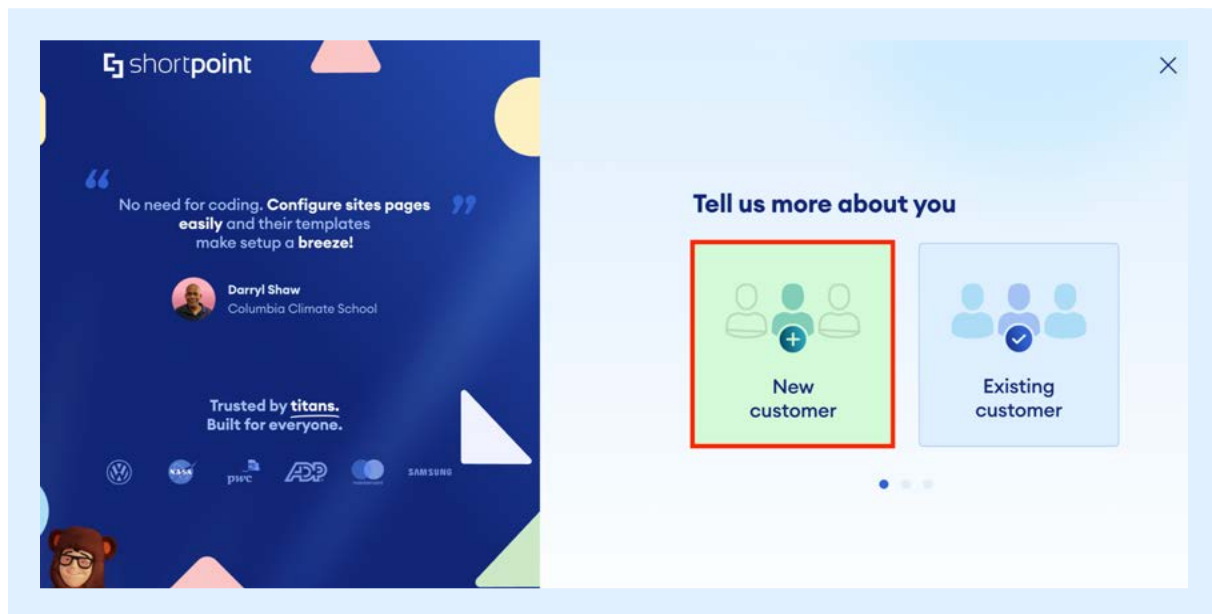 shortpoint
No need for coding. Configure sites pages
easily and their templates
make setup a breeze!
Darryl Shaw
Columbia Climate School
Trusted by titans.
Built for everyone.
NASA
pwc
ADP
SAMSUNG
Tell us more about you
New
customer
Existing
customer